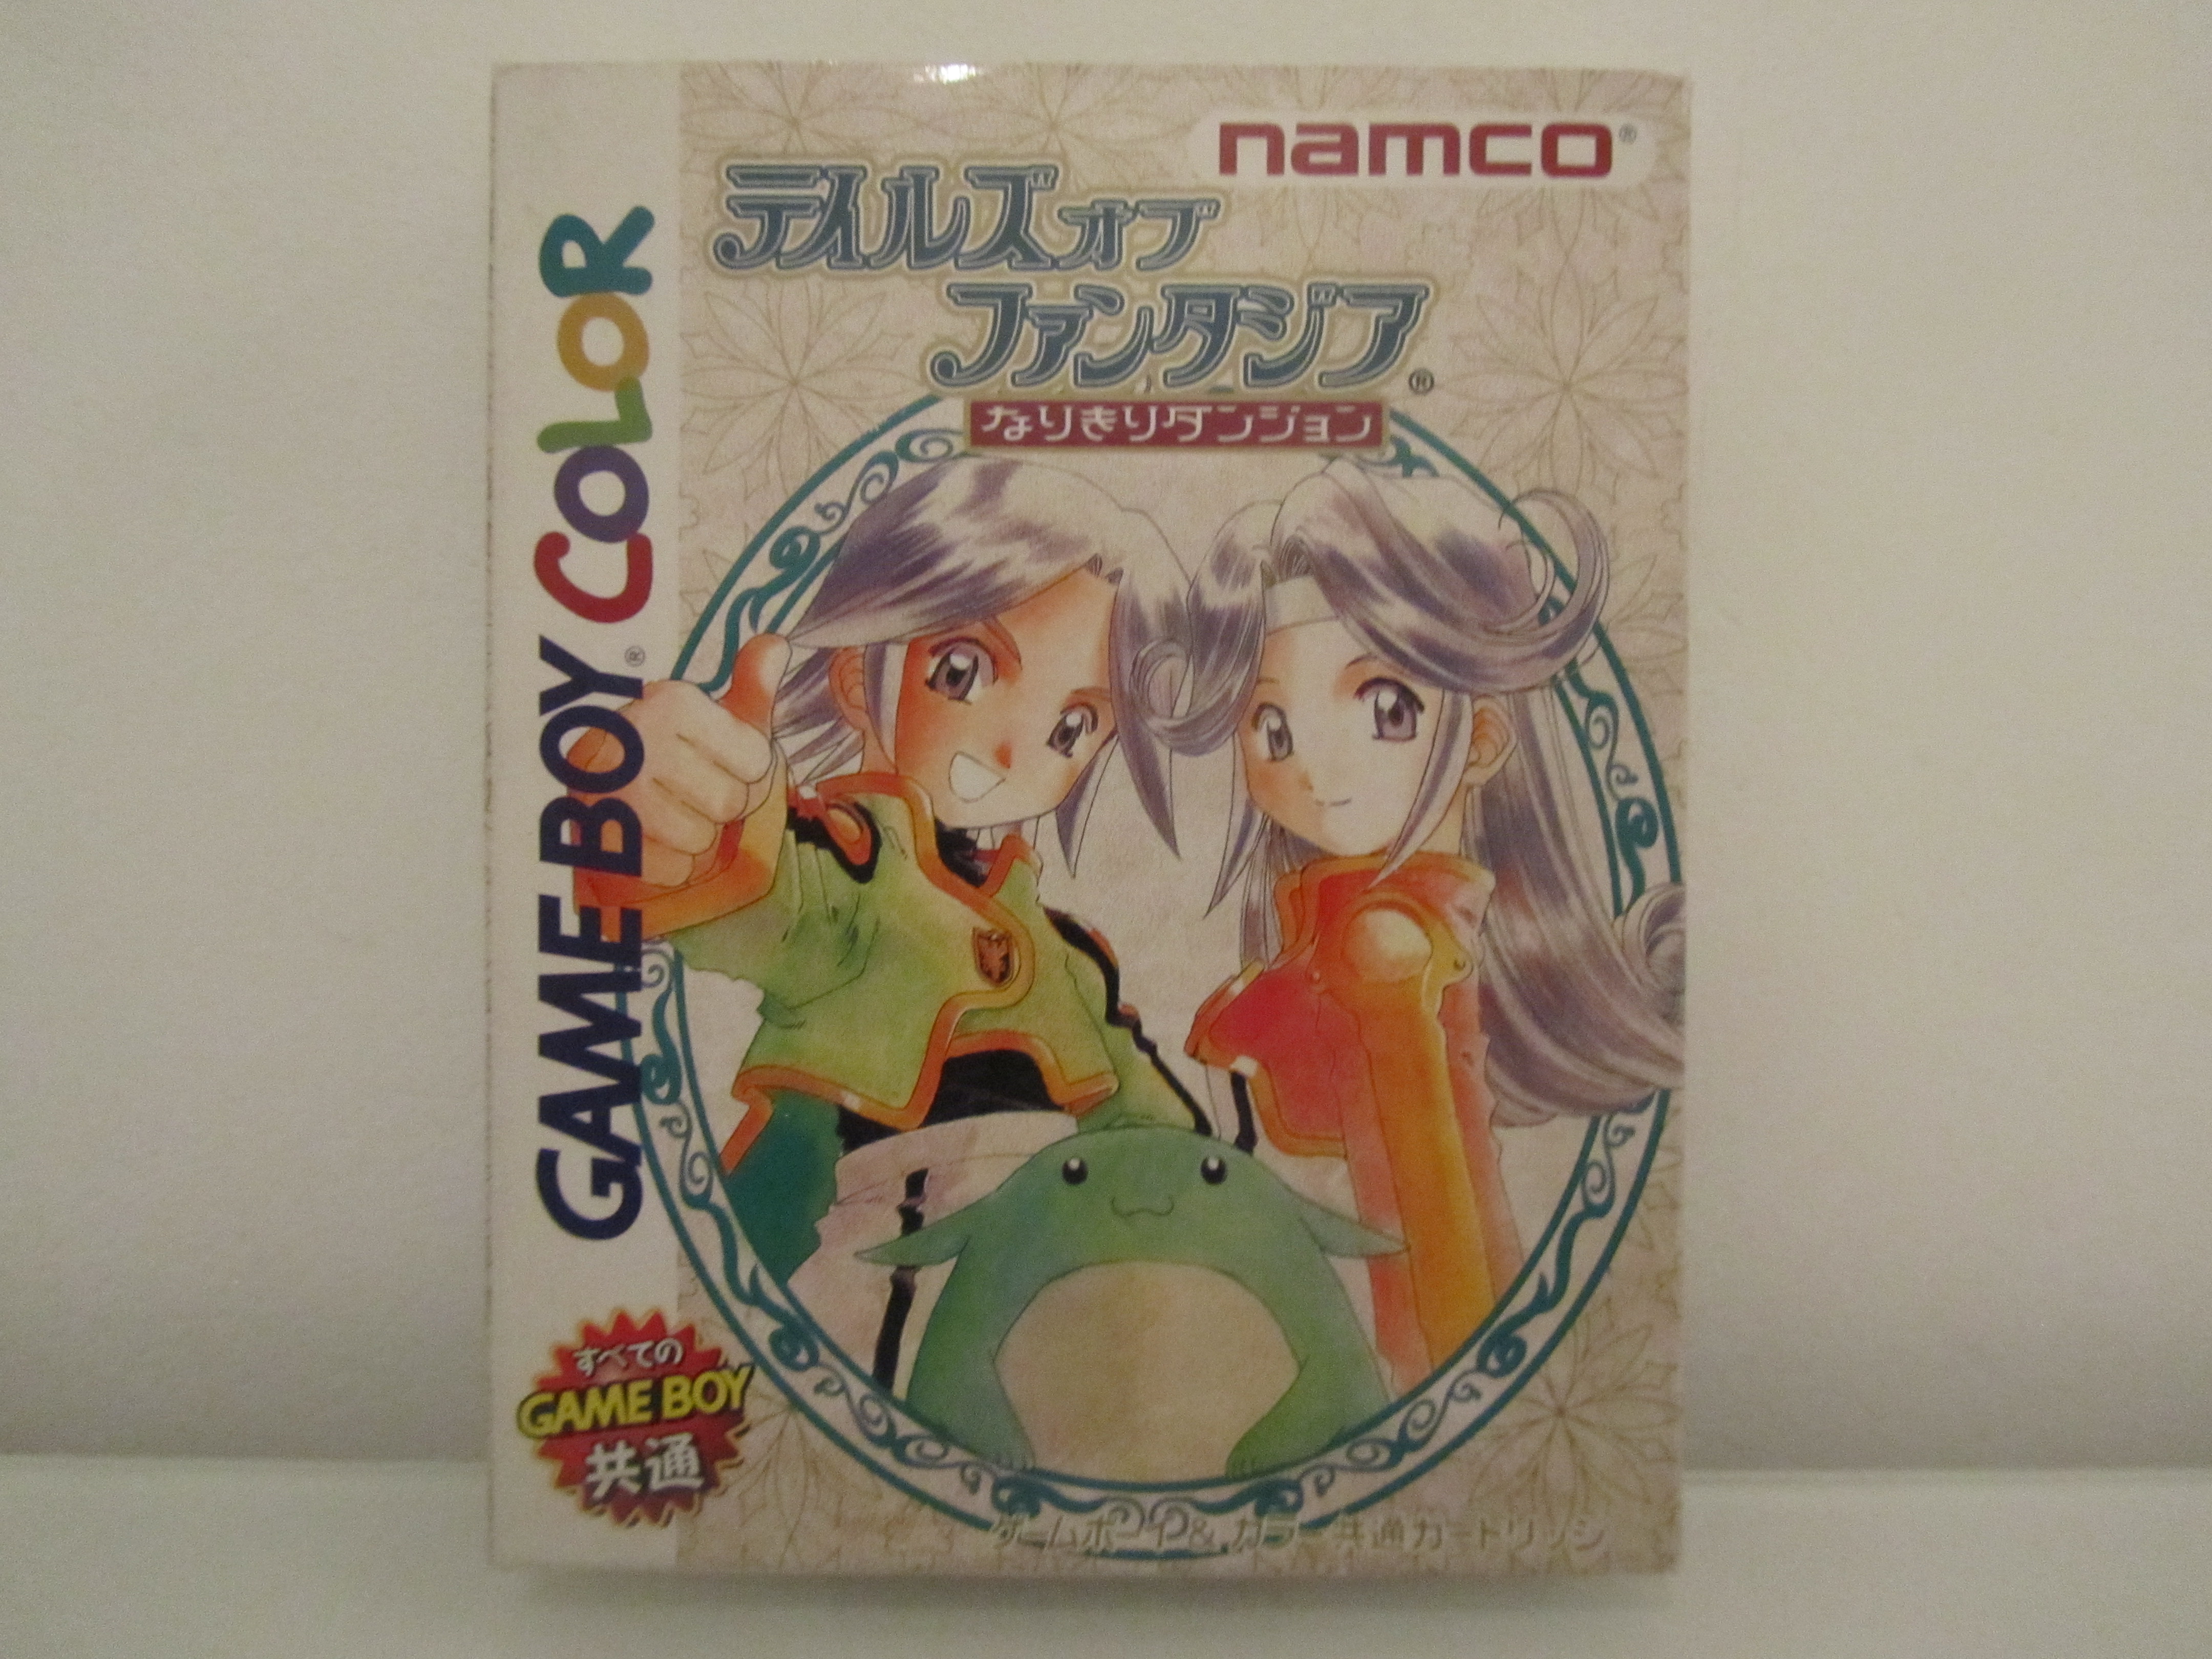 namco®
テイルズオブ
ファンタジア®
なりきりダンジョン
GAME BOY® COLOR
すべての
GAME BOY
共通
ゲームボーイ&カラー共通カートリッジ